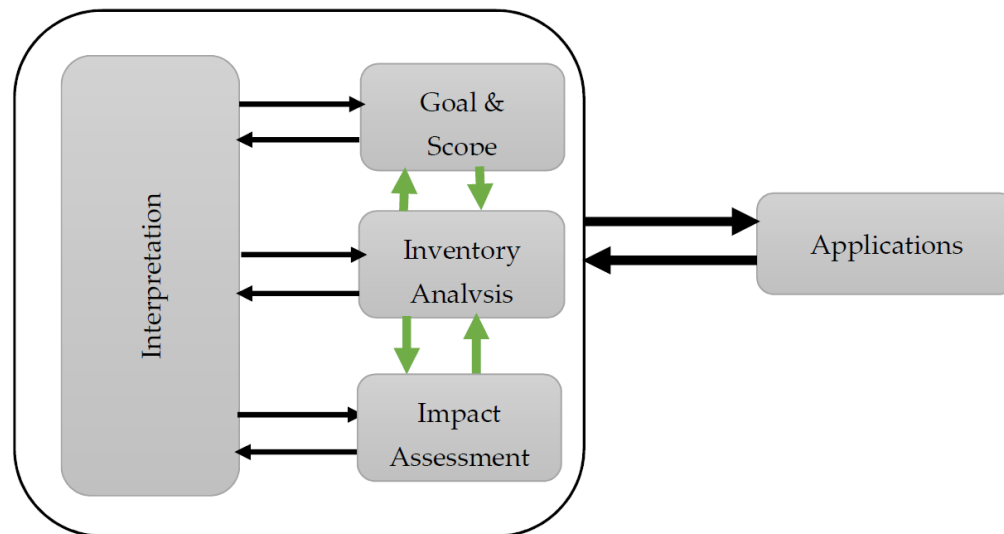 Interpretation
Goal &
Scope
Inventory
Analysis
Impact
Assessment
Applications